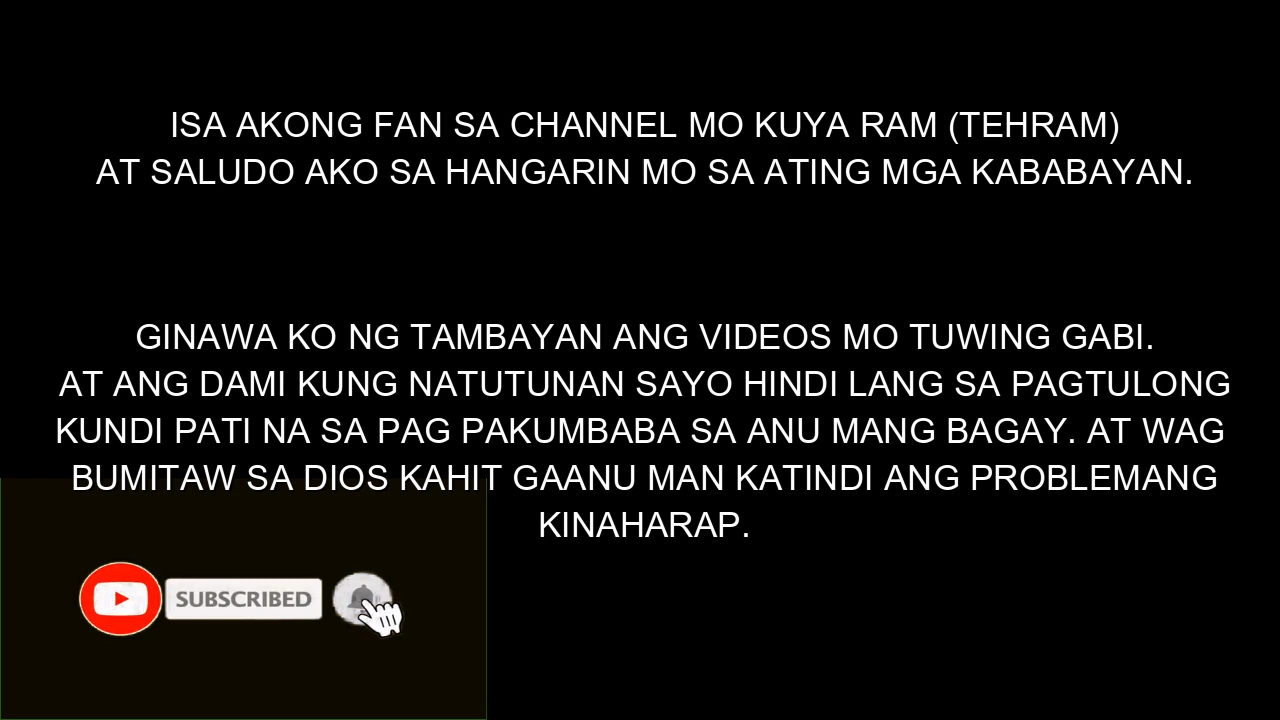 ISA AKONG FAN SA CHANNEL MO KUYA RAM (TEHRAM)
AT SALUDO AKO SA HANGARIN MO SA ATING MGA KABABAYAN.
GINAWA KO NG TAMBAYAN ANG VIDEOS MO TUWING GABI.
AT ANG DAMI KUNG NATUTUNAN SAYO HINDI LANG SA PAGTULONG
KUNDI PATI NA SA PAG PAKUMBABA SA ANU MANG BAGAY. AT WAG
BUMITAW SA DIOS KAHIT GAANU MAN KATINDI ANG PROBLEMANG
KINAHARAP.
SUBSCRIBED